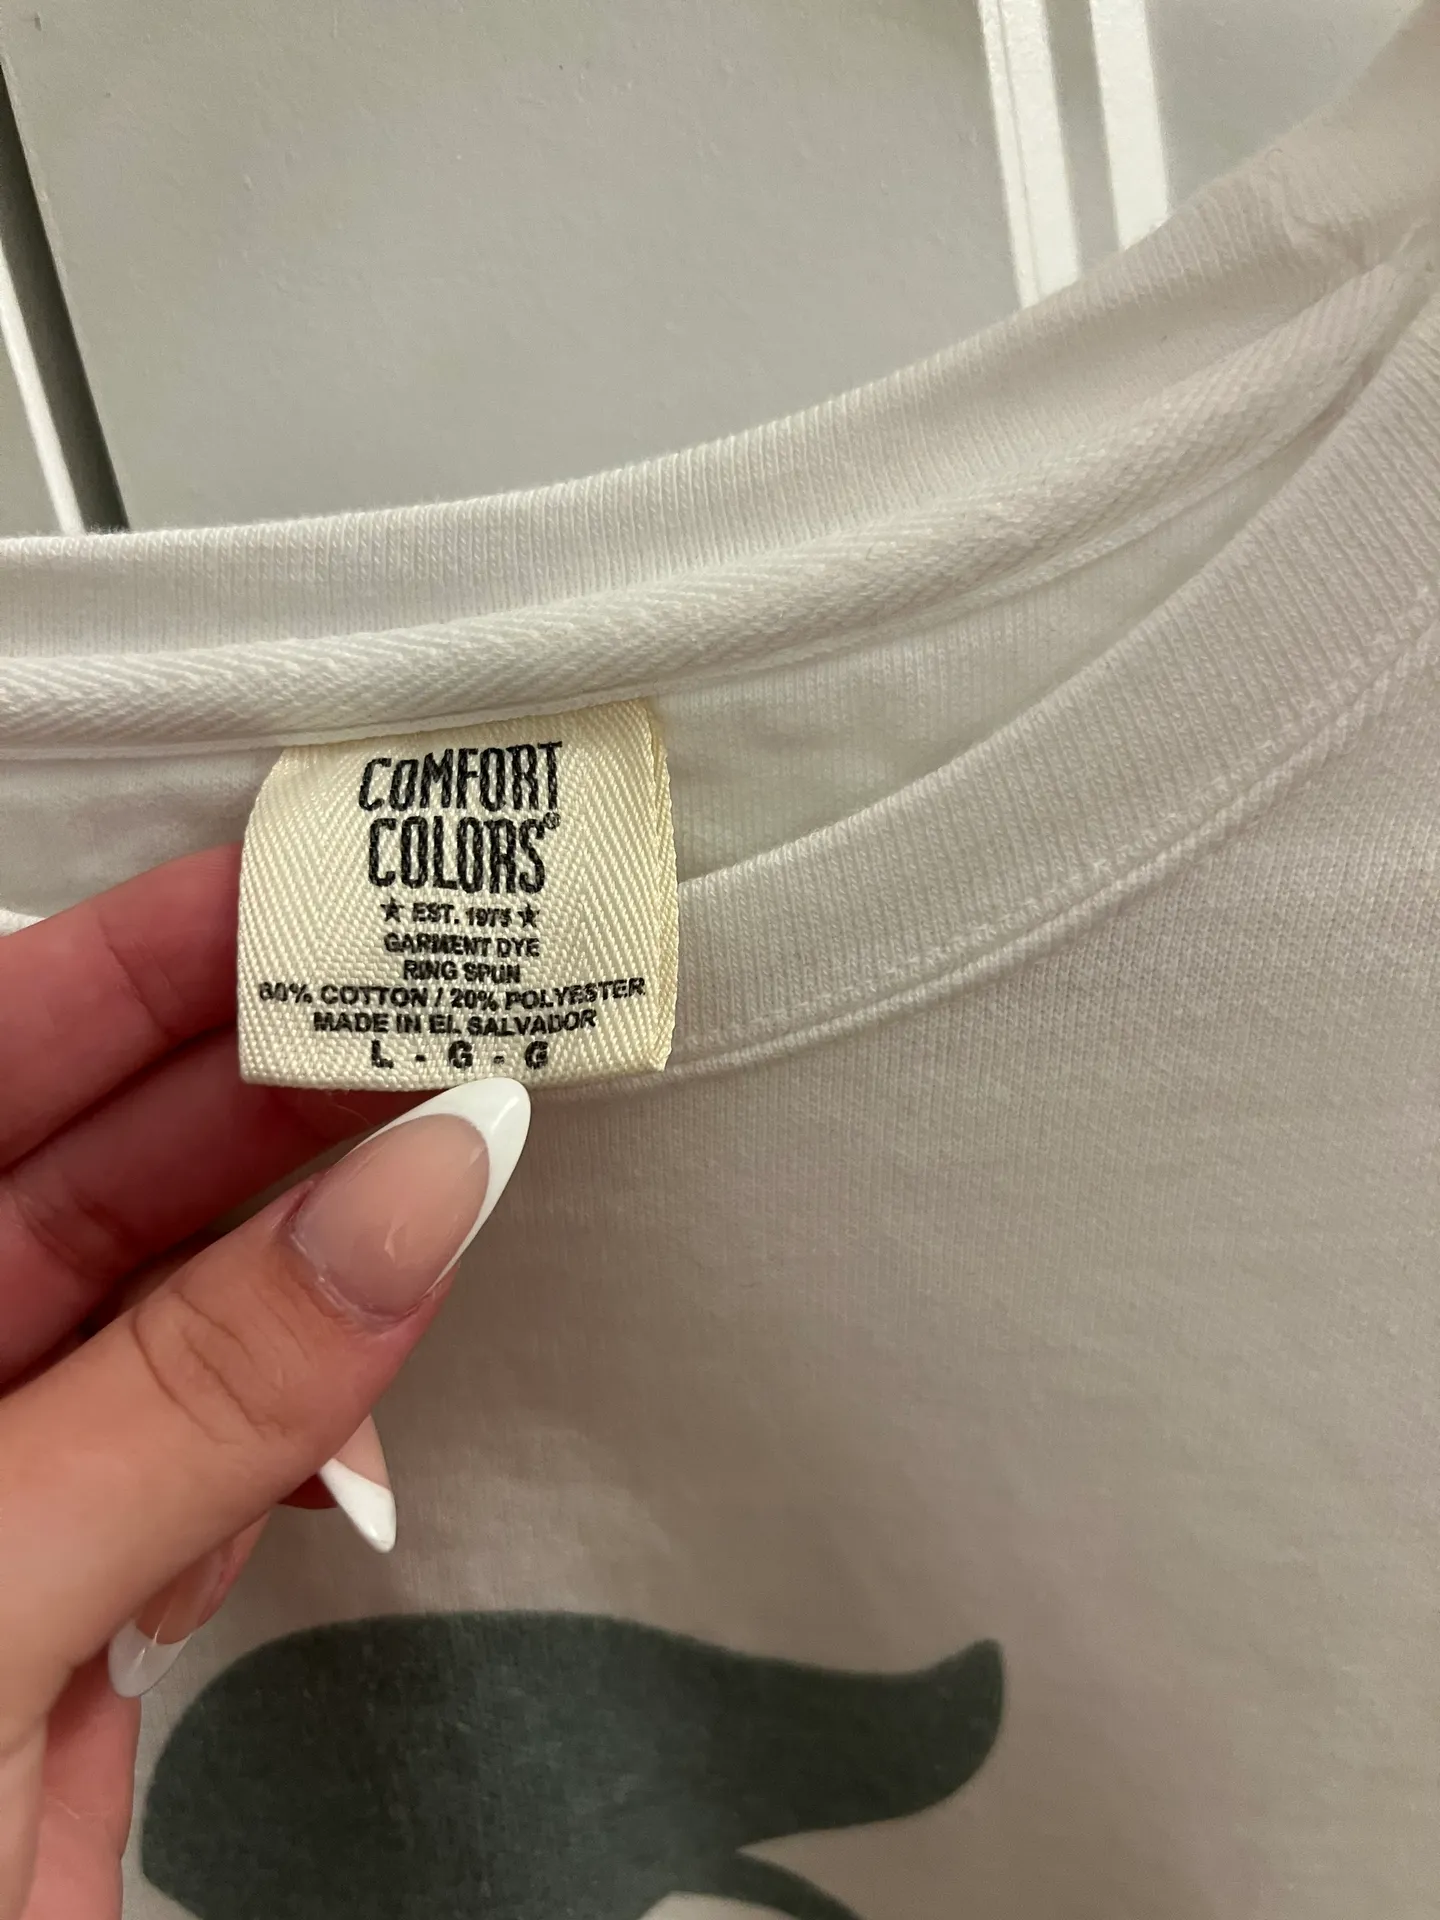 COMFORT
COLORS®
★ EST. 1975 ★
GARMENT DYE
RING SPUN
80% COTTON / 20% POLYESTER
MADE IN EL SALVADOR
L - G - G